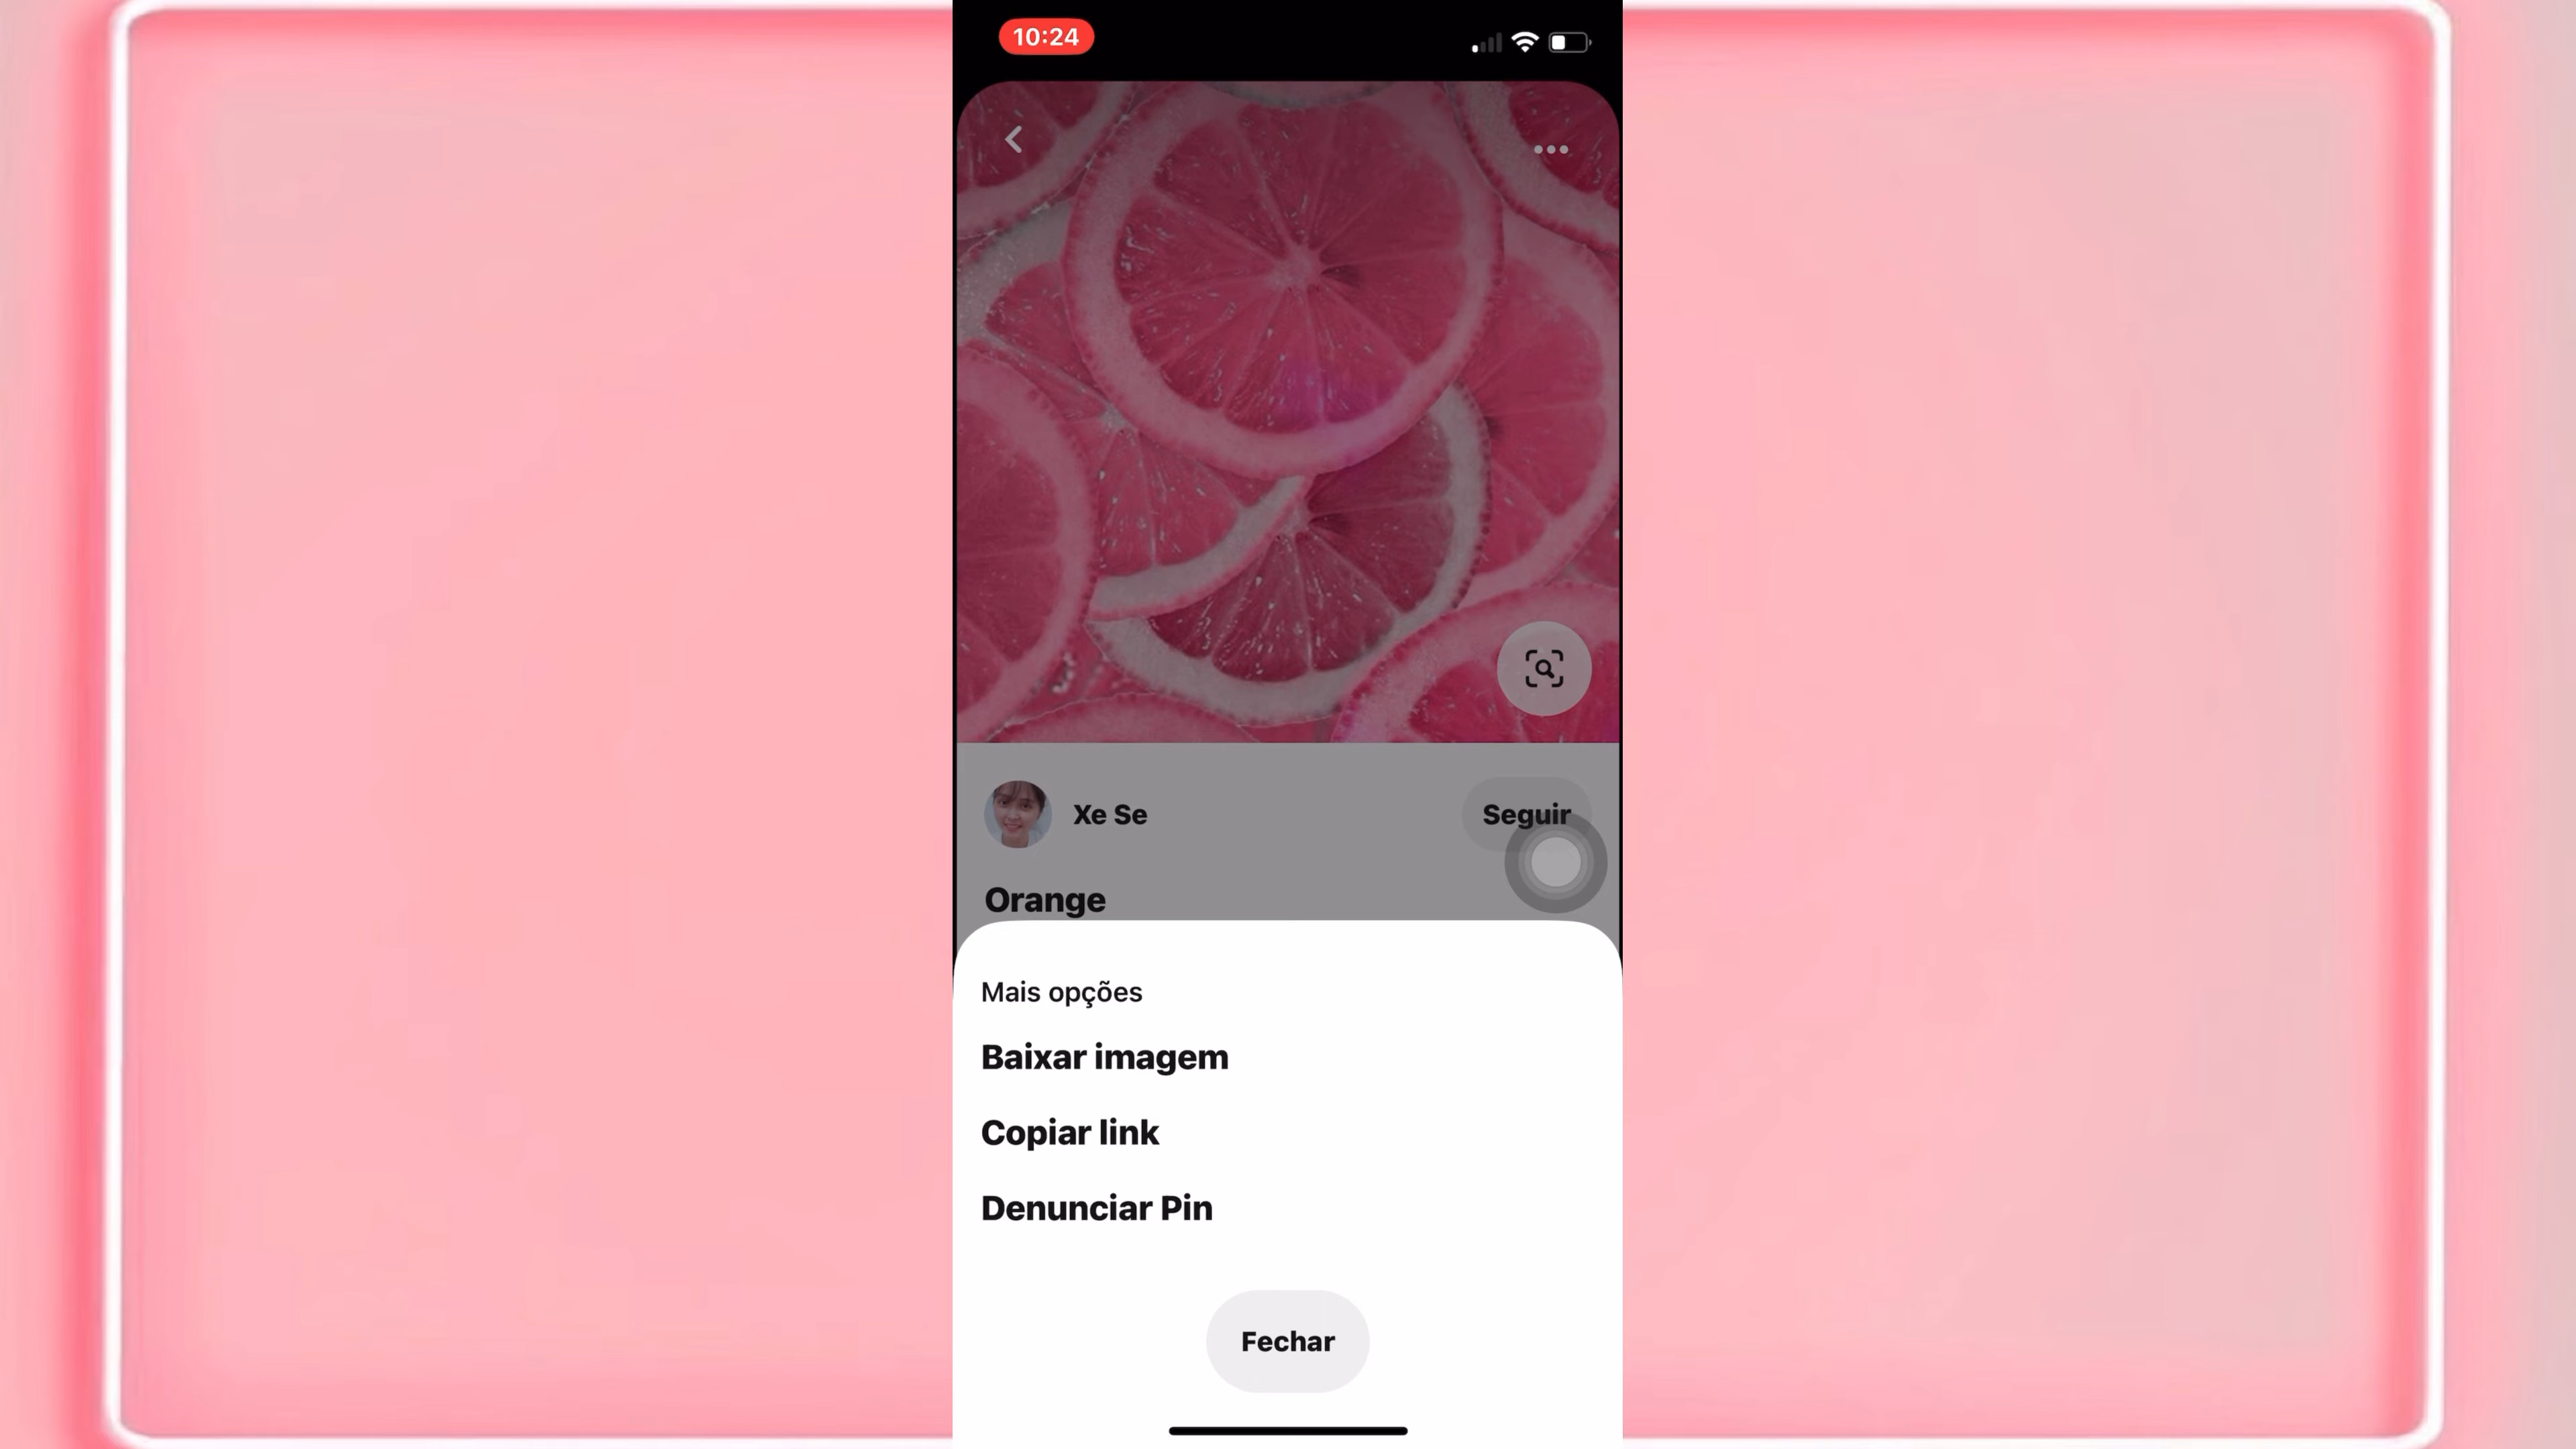 10:24
Xe Se
Seguir
Orange
Mais opções
Baixar imagem
Copiar link
Denunciar Pin
Fechar